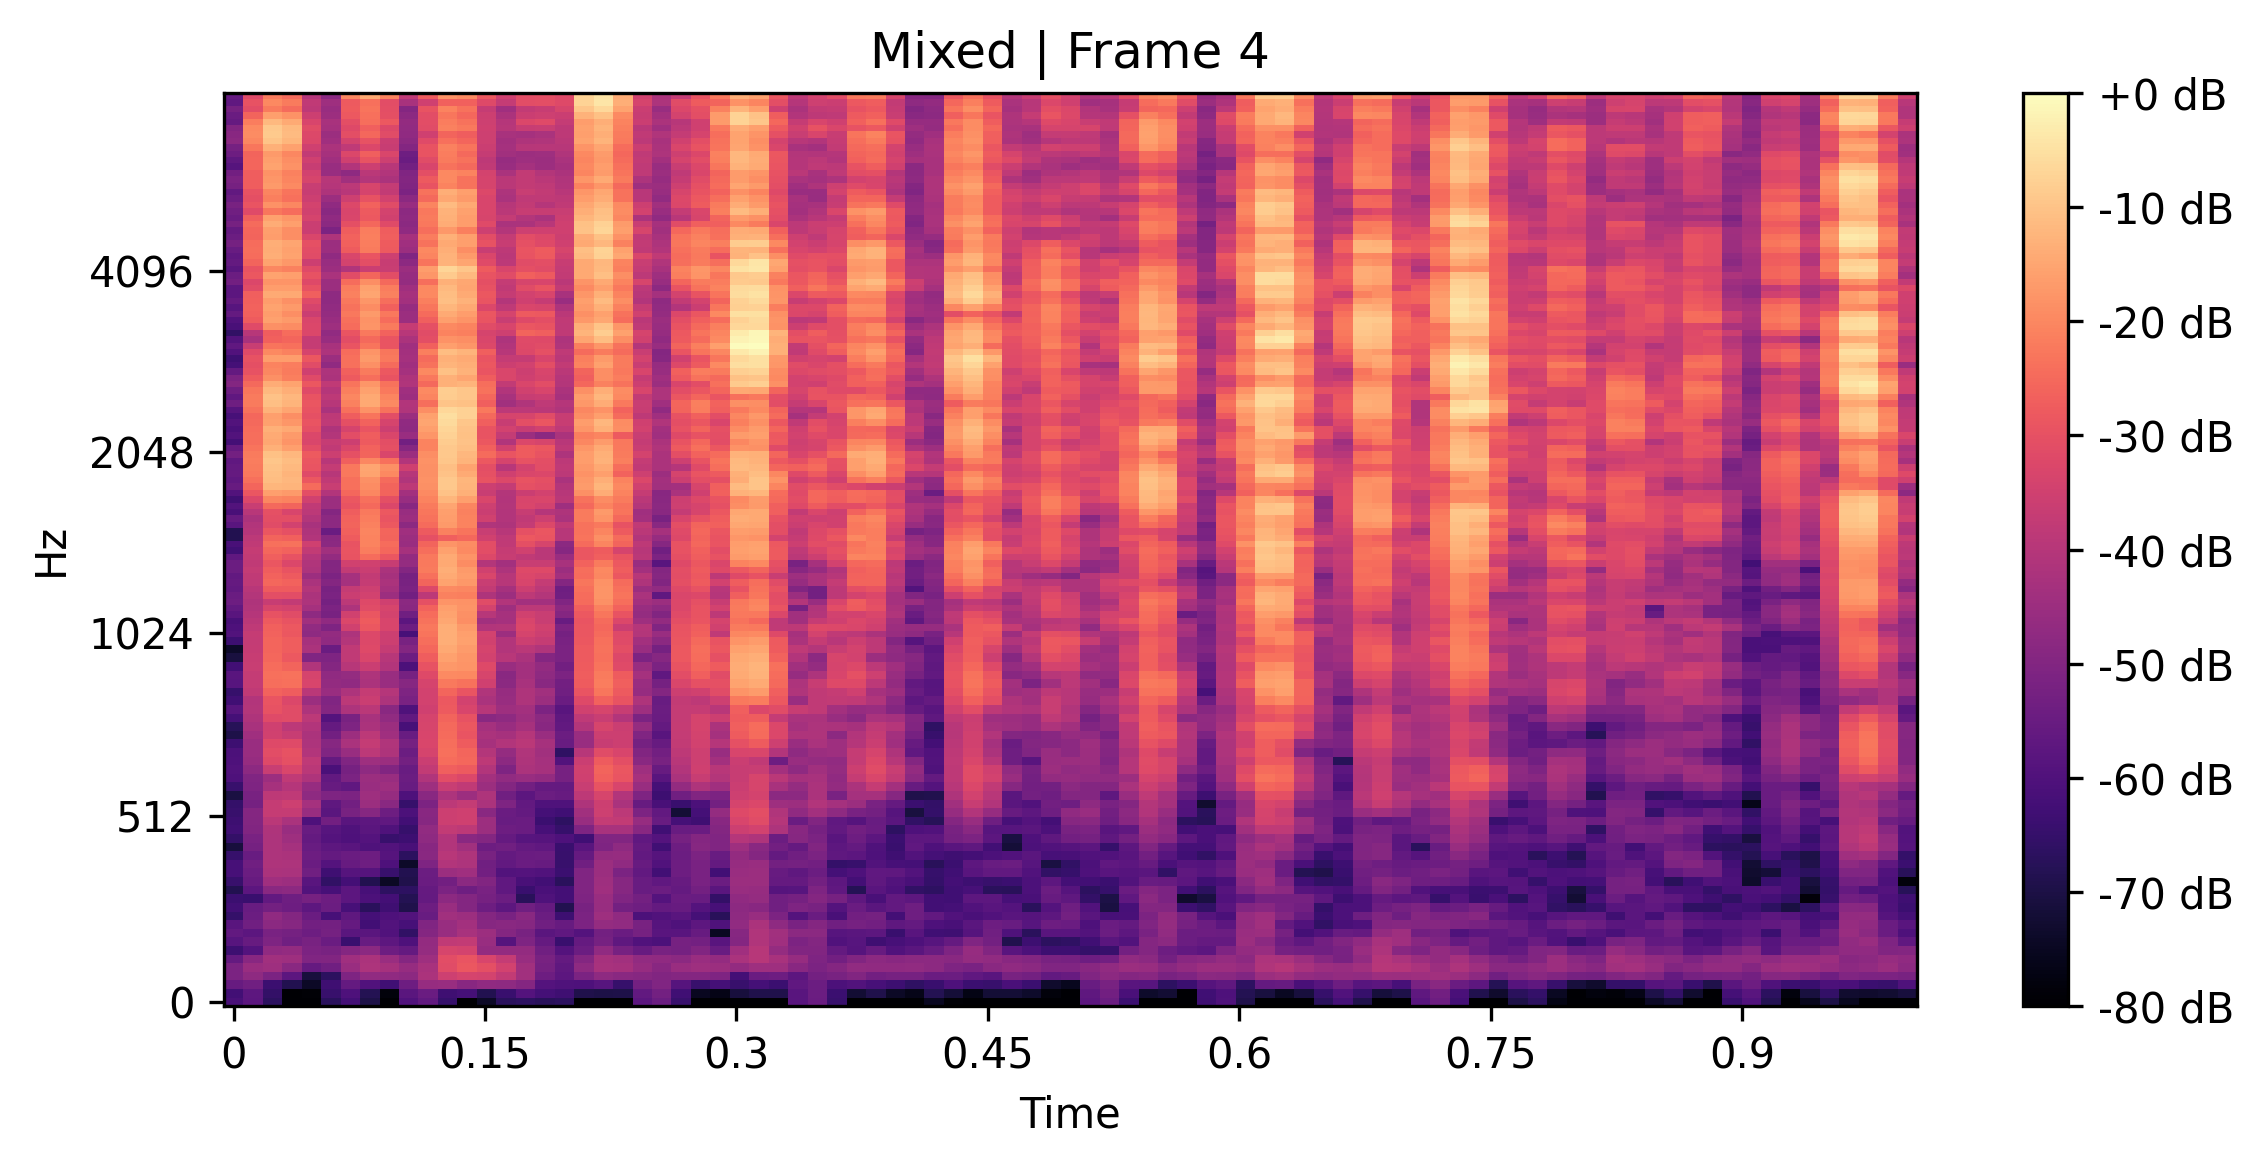 Mixed | Frame 4
+0 dB
-10 dB
-20 dB
-30 dB
-40 dB
-50 dB
-60 dB
-70 dB
-80 dB
Hz
4096
2048
1024
512
0
0 0.15 0.3 0.45 0.6 0.75 0.9
Time